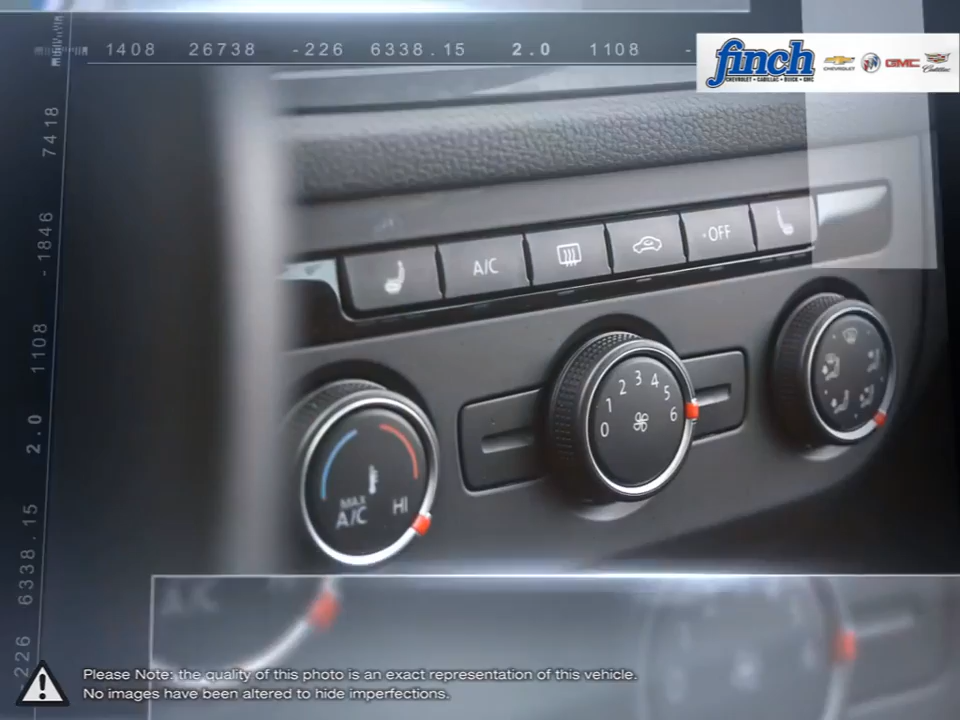 1408 26738 -226 6338.15 2.0 1108 -
finch
CHEVROLET • CADILLAC • BUICK • GMC
CHEVROLET
GMC
Cadillac
7418
-1846
1108
2.0
6338.15
226
A/C
•OFF
0 1 2 3 4 5 6
MAX
A/C
HI
A/C
Please Note: the quality of this photo is an exact representation of this vehicle.
No images have been altered to hide imperfections.